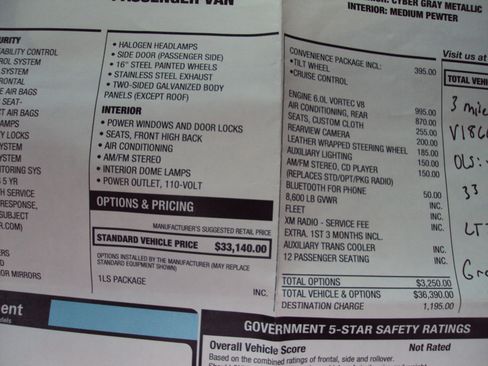 PASSENGER VAN
EXTERIOR: CYBER GRAY METALLIC
INTERIOR: MEDIUM PEWTER
Visit us at
URITY
ABILITY CONTROL
ROL SYSTEM
FRONTAL
E AIR BAGS
SEAT-
CT AIR BAGS
AMPS
Y LOCKS
SYSTEM
SYSTEM
NITORING SYS
S 5 YR
H SERVICE
RESPONSE,
SUBJECT
R.COM)
ERS
OR MIRRORS
• HALOGEN HEADLAMPS
• SIDE DOOR (PASSENGER SIDE)
• 16" STEEL PAINTED WHEELS
• STAINLESS STEEL EXHAUST
• TWO-SIDED GALVANIZED BODY
PANELS (EXCEPT ROOF)
INTERIOR
• POWER WINDOWS AND DOOR LOCKS
• SEATS, FRONT HIGH BACK
• AIR CONDITIONING
• AM/FM STEREO
• INTERIOR DOME LAMPS
• POWER OUTLET, 110-VOLT
OPTIONS & PRICING
MANUFACTURER'S SUGGESTED RETAIL PRICE
STANDARD VEHICLE PRICE $33,140.00
OPTIONS INSTALLED BY THE MANUFACTURER (MAY REPLACE
STANDARD EQUIPMENT SHOWN)
1LS PACKAGE INC.
CONVENIENCE PACKAGE INCL: 395.00
•TILT WHEEL
•CRUISE CONTROL
ENGINE 6.0L VORTEC V8 995.00
AIR CONDITIONING, REAR 870.00
SEATS, CUSTOM CLOTH 255.00
REARVIEW CAMERA 200.00
LEATHER WRAPPED STEERING WHEEL 185.00
AUXILIARY LIGHTING 150.00
AM/FM STEREO, CD PLAYER 150.00
(REPLACES STD/OPT/PKG RADIO)
BLUETOOTH FOR PHONE 50.00
8,600 LB GVWR INC.
FLEET INC.
XM RADIO - SERVICE FEE
EXTRA. 1ST 3 MONTHS INCL. INC.
AUXILIARY TRANS COOLER INC.
12 PASSENGER SEATING
TOTAL OPTIONS $3,250.00
TOTAL VEHICLE & OPTIONS $36,390.00
DESTINATION CHARGE 1,195.00
TOTAL VEHIC
3 mile
33
LT
Gra
GOVERNMENT 5-STAR SAFETY RATINGS
Overall Vehicle Score Not Rated
Based on the combined ratings of frontal, side and rollover.
ment
odels